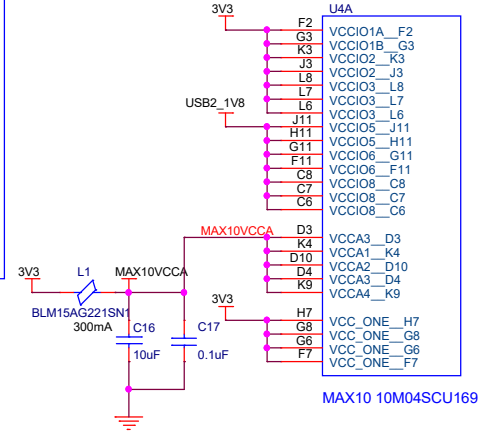 3V3
U4A
F2 VCCIO1A__F2
G3 VCCIO1B__G3
K3 VCCIO2__K3
J3 VCCIO2__J3
L8 VCCIO3__L8
L7 VCCIO3__L7
L6 VCCIO3__L6
USB2_1V8
J11 VCCIO5__J11
H11 VCCIO5__H11
G11 VCCIO6__G11
F11 VCCIO6__F11
C8 VCCIO8__C8
C7 VCCIO8__C7
C6 VCCIO8__C6
MAX10VCCA
D3 VCCA3__D3
K4 VCCA1__K4
D10 VCCA2__D10
D4 VCCA3__D4
K9 VCCA4__K9
3V3
L1
MAX10VCCA
BLM15AG221SN1
300mA
C16
10uF
C17
0.1uF
3V3
H7 VCC_ONE__H7
G8 VCC_ONE__G8
G6 VCC_ONE__G6
F7 VCC_ONE__F7
MAX10 10M04SCU169